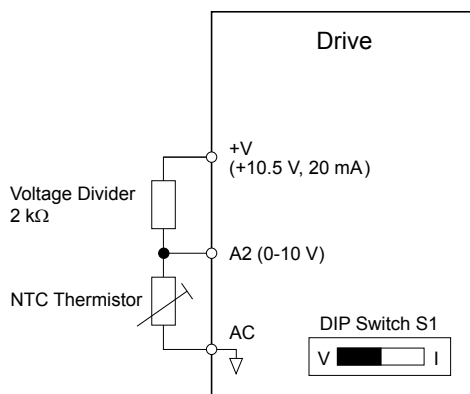 Drive
+V
(+10.5 V, 20 mA)
Voltage Divider
2 kΩ
A2 (0-10 V)
NTC Thermistor
AC
DIP Switch S1
V I